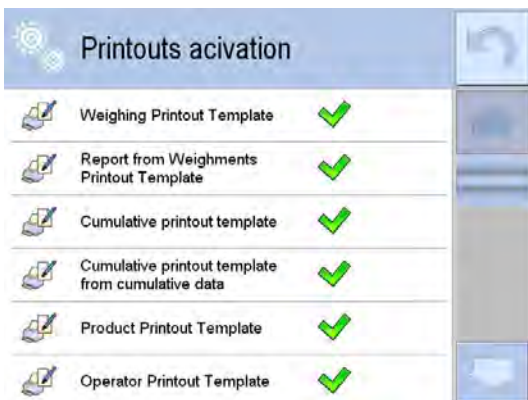 Printouts acivation
Weighing Printout Template
Report from Weighments
Printout Template
Cumulative printout template
Cumulative printout template
from cumulative data
Product Printout Template
Operator Printout Template